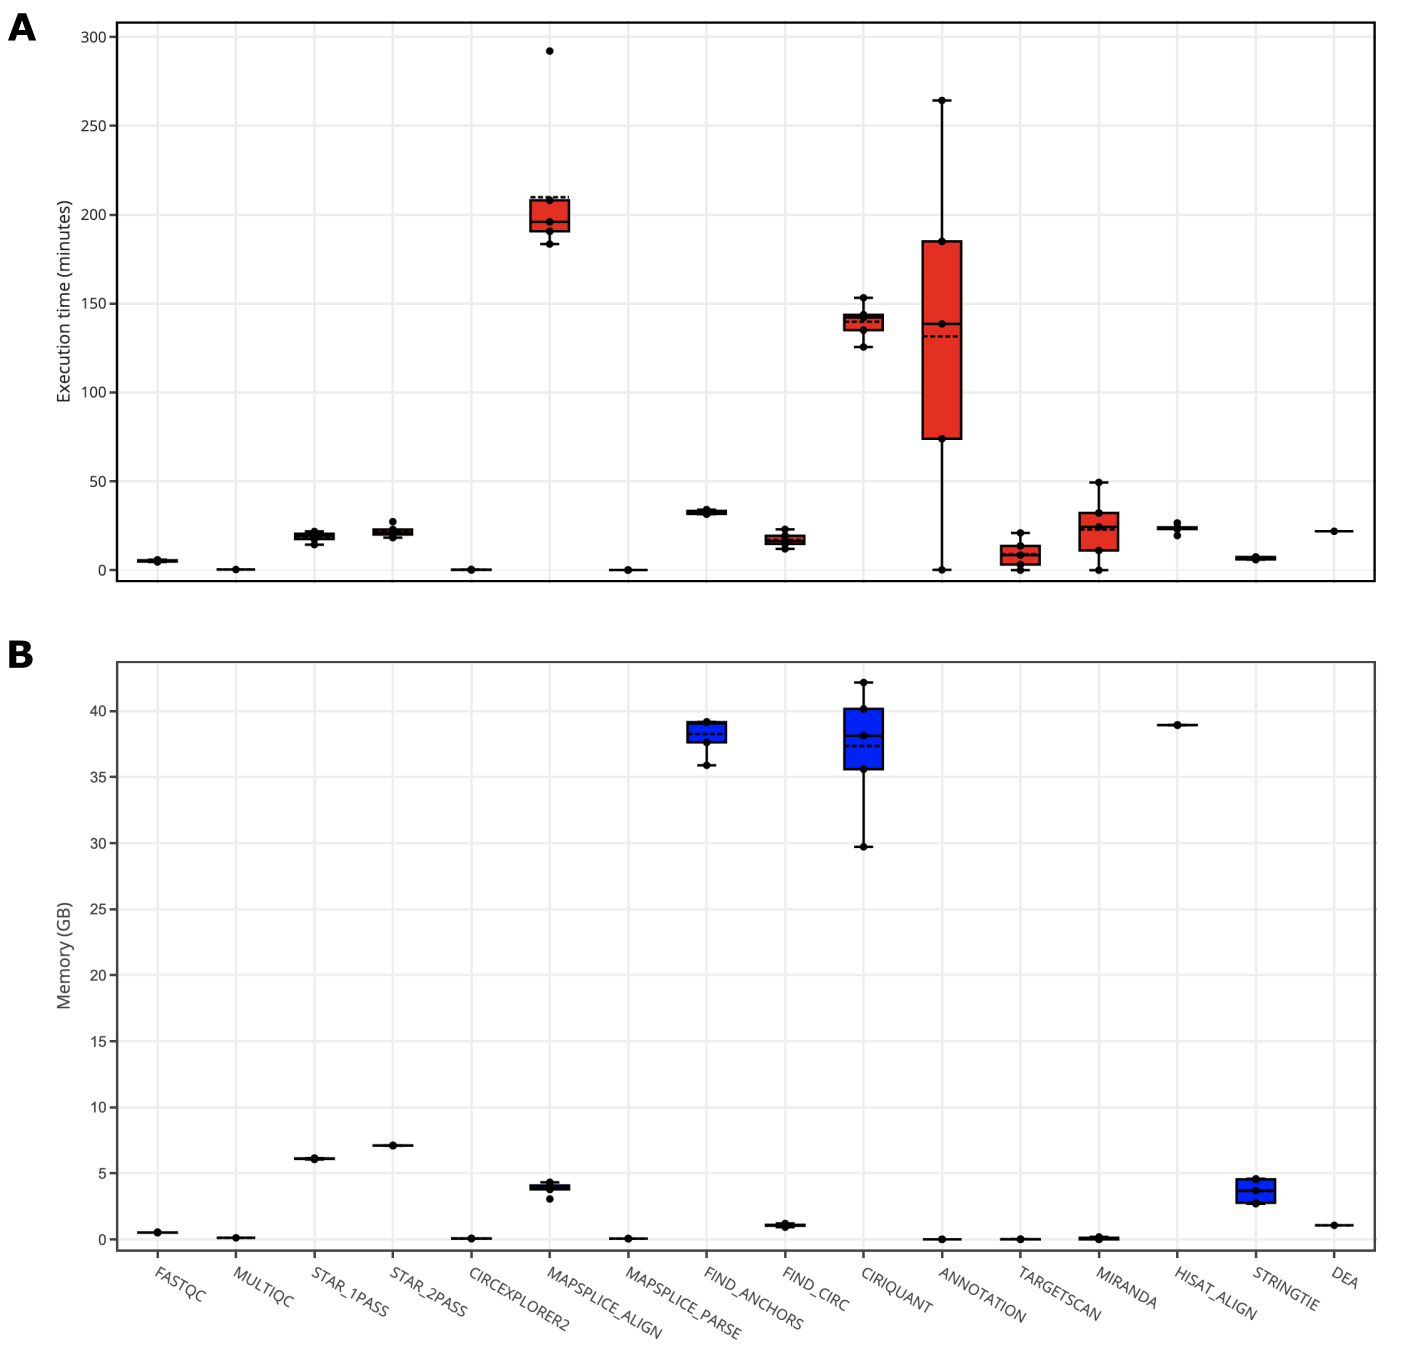 A
300
250
200
150
100
50
0
Execution time (minutes)
B
40
35
30
25
20
15
10
5
0
Memory (GB)
FASTQC
MULTIQC
STAR_1PASS
STAR_2PASS
CIRCEXPLORER2
MAPSPLICE_ALIGN
MAPSPLICE_PARSE
FIND_ANCHORS
FIND_CIRC
CIRIQUANT
ANNOTATION
TARGETSCAN
MIRANDA
HISAT_ALIGN
STRINGTIE
DEA